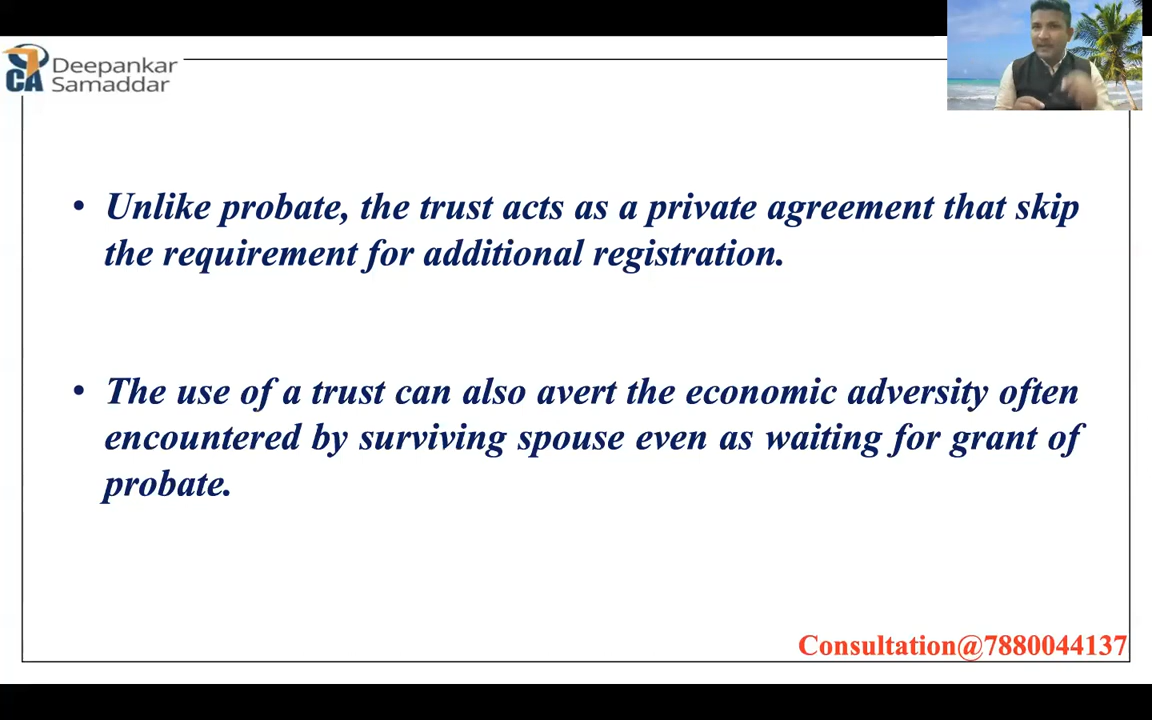 Deepankar
Samaddar
• Unlike probate, the trust acts as a private agreement that skip
the requirement for additional registration.
• The use of a trust can also avert the economic adversity often
encountered by surviving spouse even as waiting for grant of
probate.
Consultation@7880044137
CA